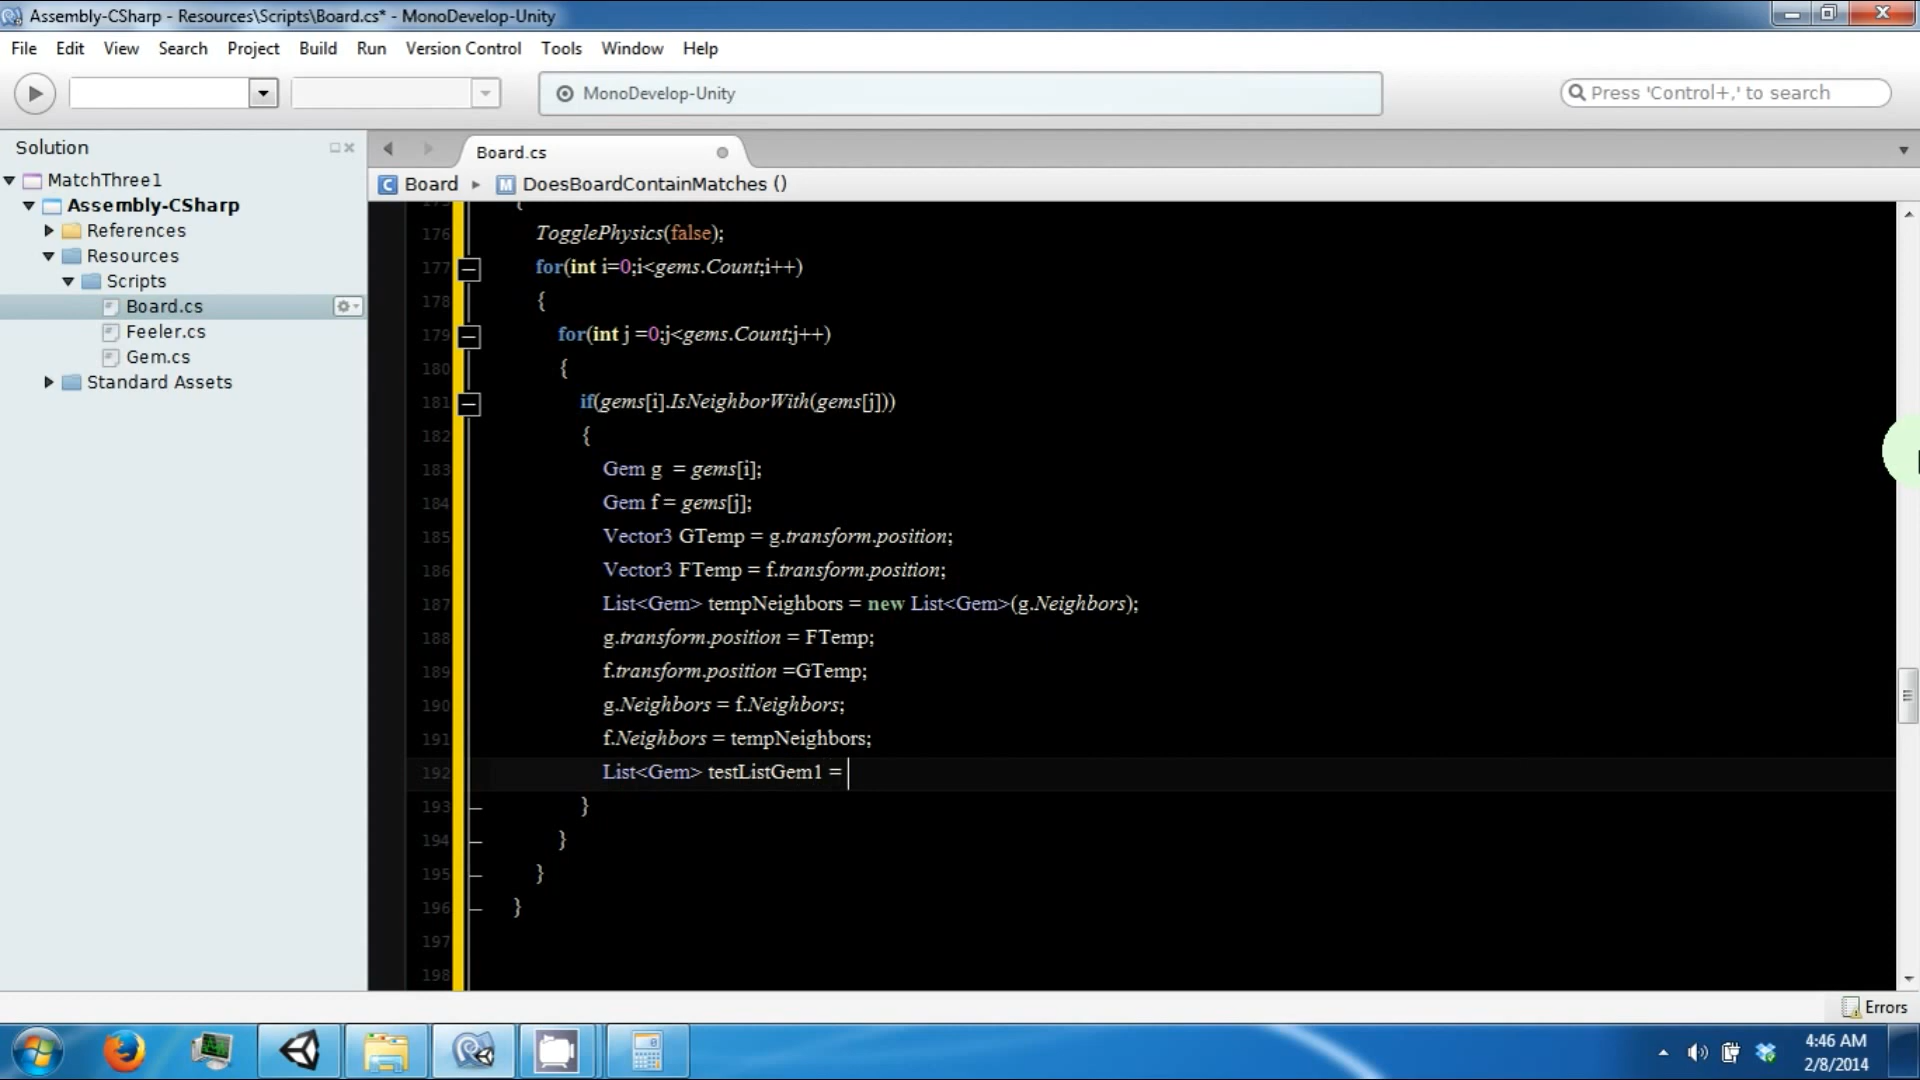 Assembly-CSharp - Resources\Scripts\Board.cs* - MonoDevelop-Unity
File Edit View Search Project Build Run Version Control Tools Window Help
MonoDevelop-Unity
Press 'Control+,' to search
Solution
MatchThree1
Assembly-CSharp
References
Resources
Scripts
Board.cs
Feeler.cs
Gem.cs
Standard Assets
Board.cs
Board DoesBoardContainMatches ()
175 {
176 TogglePhysics(false);
177 for(int i=0;i<gems.Count;i++)
178 {
179 for(int j =0;j<gems.Count;j++)
180 {
181 if(gems[i].IsNeighborWith(gems[j]))
182 {
183 Gem g  = gems[i];
184 Gem f = gems[j];
185 Vector3 GTemp = g.transform.position;
186 Vector3 FTemp = f.transform.position;
187 List<Gem> tempNeighbors = new List<Gem>(g.Neighbors);
188 g.transform.position = FTemp;
189 f.transform.position =GTemp;
190 g.Neighbors = f.Neighbors;
191 f.Neighbors = tempNeighbors;
192 List<Gem> testListGem1 =
193 }
194 }
195 }
196 }
197
198
Errors
4:46 AM
2/8/2014